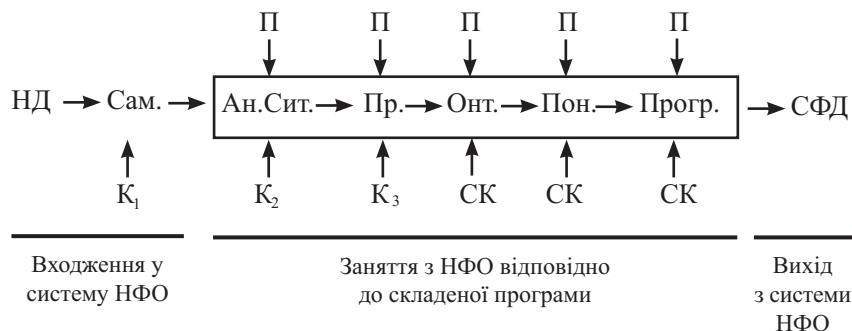 П П П П П
НД Сам. Ан.Сит. Пр. Онт. Пон. Прогр. СФД
К1 К2 К3 СК СК СК
Входження у
систему НФО
Заняття з НФО відповідно
до складеної програми
Вихід
з системи
НФО